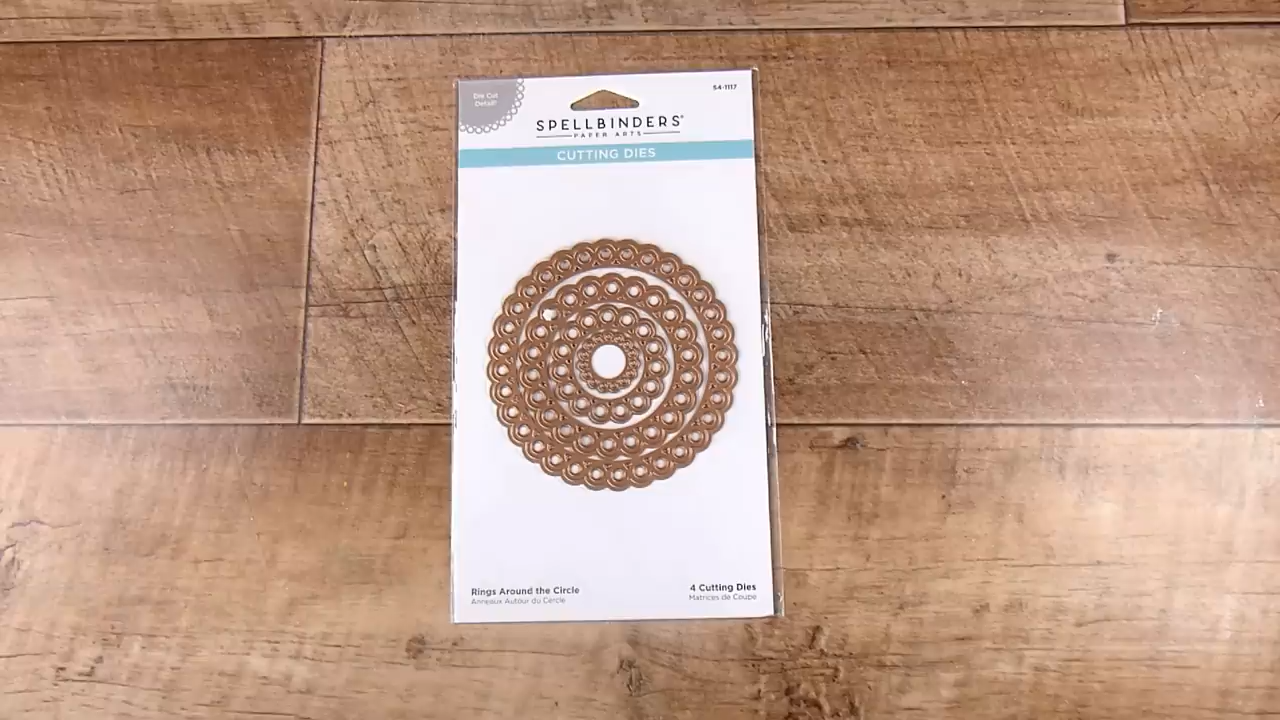 Die Cut
Detail!
S4-1117
SPELLBINDERS®
PAPER ARTS
CUTTING DIES
Rings Around the Circle
Anneaux Autour du Cercle
4 Cutting Dies
Matrices de Coupe